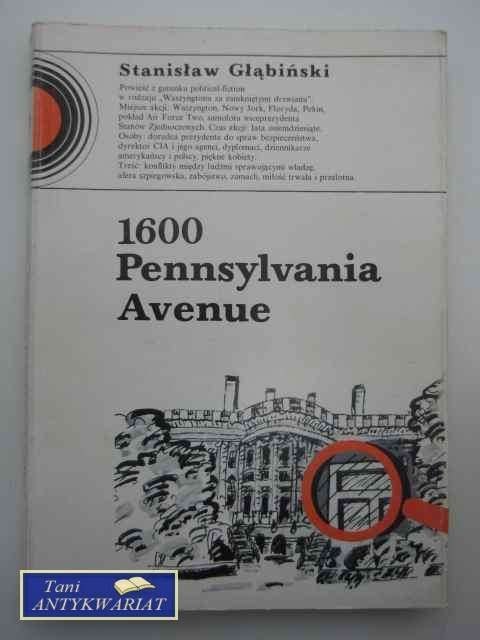 Stanisław Głąbiński
Powieść z gatunku political-fiction
w rodzaju „Waszyngtonu za zamkniętymi drzwiami".
Miejsce akcji: Waszyngton, Nowy Jork, Floryda, Pekin,
pokład Air Force Two, samolotu wiceprezydenta
Stanów Zjednoczonych. Czas akcji: lata osiemdziesiąte.
Osoby: doradca prezydenta do spraw bezpieczeństwa,
dyrektor CIA i jego agenci, dyplomaci, dziennikarze
amerykańscy i polscy, piękne kobiety.
Treść: konflikty między ludźmi sprawującymi władzę,
afera szpiegowska, zabójstwo, zamach, miłość trwała i przelotna.
1600
Pennsylvania
Avenue
Tani
ANTYKWARIAT